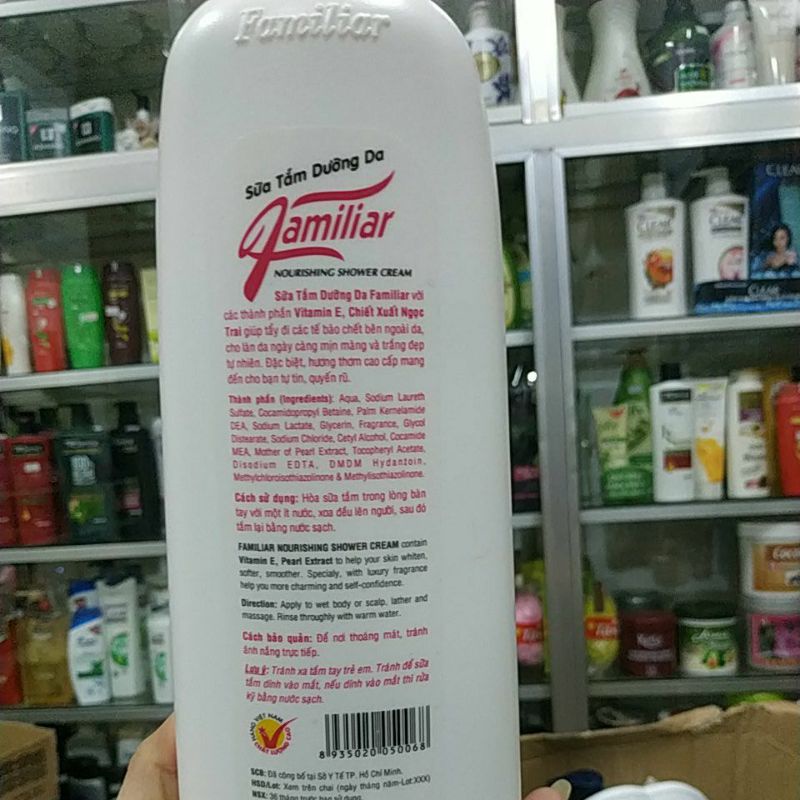 Familiar
Sữa Tắm Dưỡng Da
Familiar
NOURISHING SHOWER CREAM
Sữa Tắm Dưỡng Da Familiar với
các thành phần Vitamin E, Chiết Xuất Ngọc
Trai giúp tẩy đi các tế bào chết bên ngoài da,
cho làn da ngày càng mịn màng và trắng đẹp
tự nhiên. Đặc biệt, hương thơm cao cấp mang
đến cho bạn tự tin, quyến rũ.
Thành phần (Ingredients): Aqua, Sodium Laureth
Sulfate, Cocamidopropyl Betaine, Palm Kernelamide
DEA, Sodium Lactate, Glycerin, Fragrance, Glycol
Distearate, Sodium Chloride, Cetyl Alcohol, Cocamide
MEA, Mother of Pearl Extract, Tocopheryl Acetate,
Disodium EDTA, DMDM Hydantoin,
Methylchloroisothiazolinone & Methylisothiazolinone.
Cách sử dụng: Hòa sữa tắm trong lòng bàn
tay với một ít nước, xoa đều lên người, sau đó
tắm lại bằng nước sạch.
FAMILIAR NOURISHING SHOWER CREAM contain
Vitamin E, Pearl Extract to help your skin whiten,
softer, smoother. Specialy, with luxury fragrance
help you more charming and self-confidence.
Direction: Apply to wet body or scalp, lather and
massage. Rinse throughly with warm water.
Cách bảo quản: Để nơi thoáng mát, tránh
ánh nắng trực tiếp.
Lưu ý: Tránh xa tầm tay trẻ em. Tránh để sữa
tắm dính vào mắt, nếu dính vào mắt thì rửa
kỹ bằng nước sạch.
HÀNG VIỆT NAM
CHẤT LƯỢNG CAO
8 935020 050068
SCB: Đã công bố tại Sở Y Tế TP. Hồ Chí Minh.
HSD/Lot: Xem trên chai (ngày tháng năm-Lot:XXX)
NSX: 36 tháng trước hạn sử dụng.
CLEAR
CLEAR
CLEAR
CLEAR